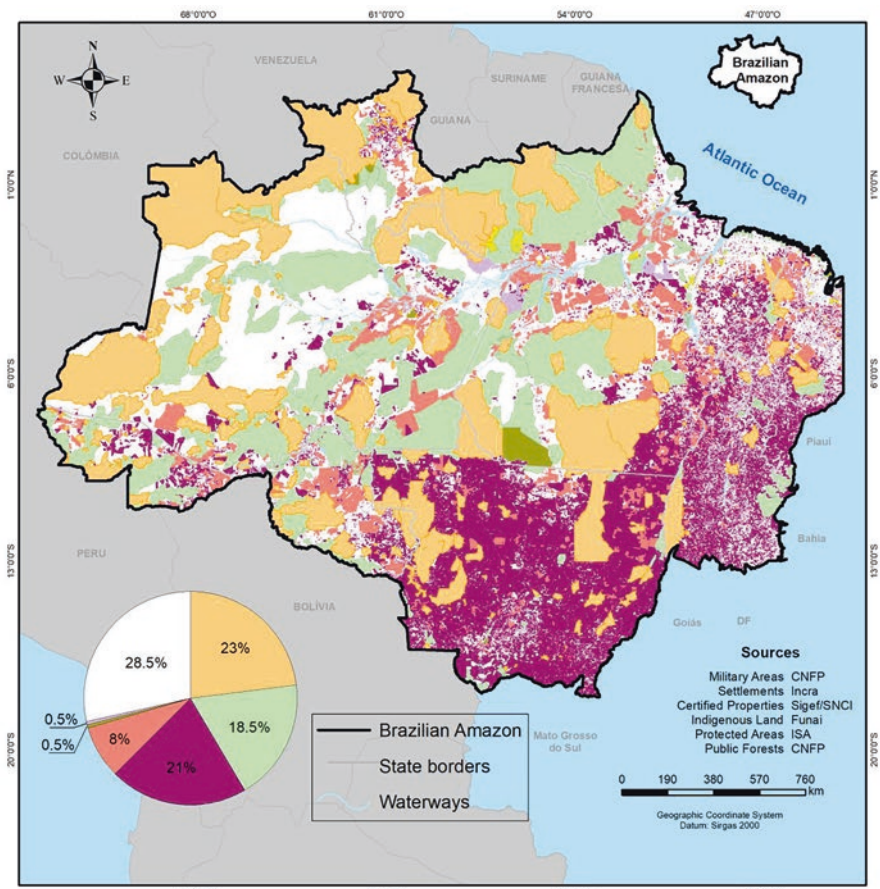 68°0'0"O 61°0'0"O 54°0'0"O 47°0'0"O
N
W E
S
VENEZUELA
SURINAME
GUIANA
FRANCESA
GUIANA
COLÔMBIA
Brazilian
Amazon
Atlantic Ocean
1°0'N 1°0'N
6°0'0"S 6°0'0"S
Piauí
Bahia
13°0'0"S 13°0'0"S
PERU
BOLÍVIA
Goiás DF
28.5%
23%
18.5%
21%
8%
0.5%
0.5%
Brazilian Amazon
State borders
Waterways
Mato Grosso
do Sul
20°0'0"S 20°0'0"S
Sources
Military Areas CNFP
Settlements Incra
Certified Properties Sigef/SNCI
Indigenous Land Funai
Protected Areas ISA
Public Forests CNFP
0 190 380 570 760
km
Geographic Coordinate System
Datum: Sirgas 2000